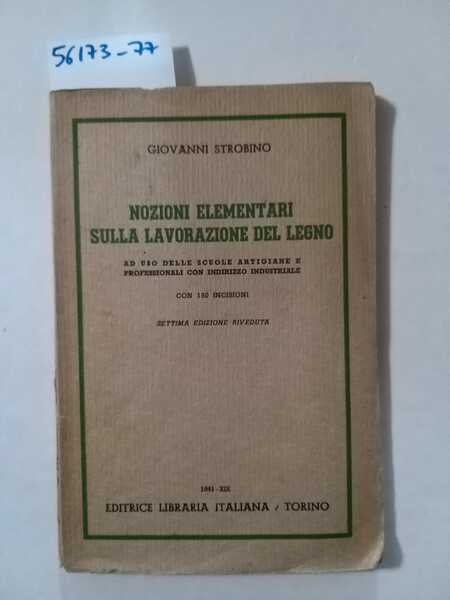 56173-77
GIOVANNI STROBINO
NOZIONI ELEMENTARI
SULLA LAVORAZIONE DEL LEGNO
AD USO DELLE SCUOLE ARTIGIANE E
PROFESSIONALI CON INDIRIZZO INDUSTRIALE
CON 180 INCISIONI
SETTIMA EDIZIONE RIVEDUTA
1941-XIX
EDITRICE LIBRARIA ITALIANA / TORINO